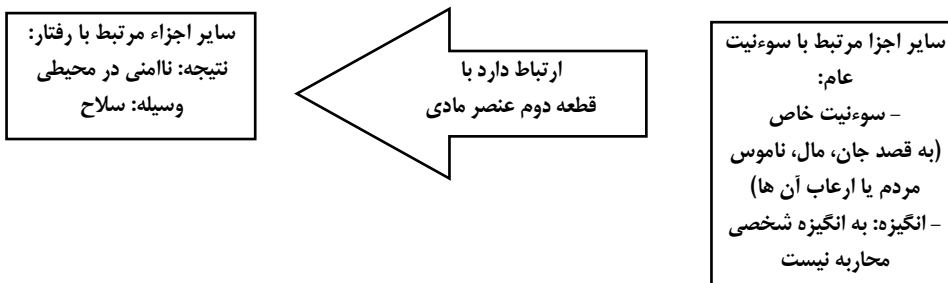 سایر اجزا مرتبط با سوءنیت
عام:
- سوءنیت خاص
(به قصد جان، مال، ناموس
مردم یا ارعاب آن ها)
- انگیزه: به انگیزه شخصی
محاربه نیست
ارتباط دارد با
قطعه دوم عنصر مادی
سایر اجزاء مرتبط با رفتار:
نتیجه: ناامنی در محیطی
وسیله: سلاح